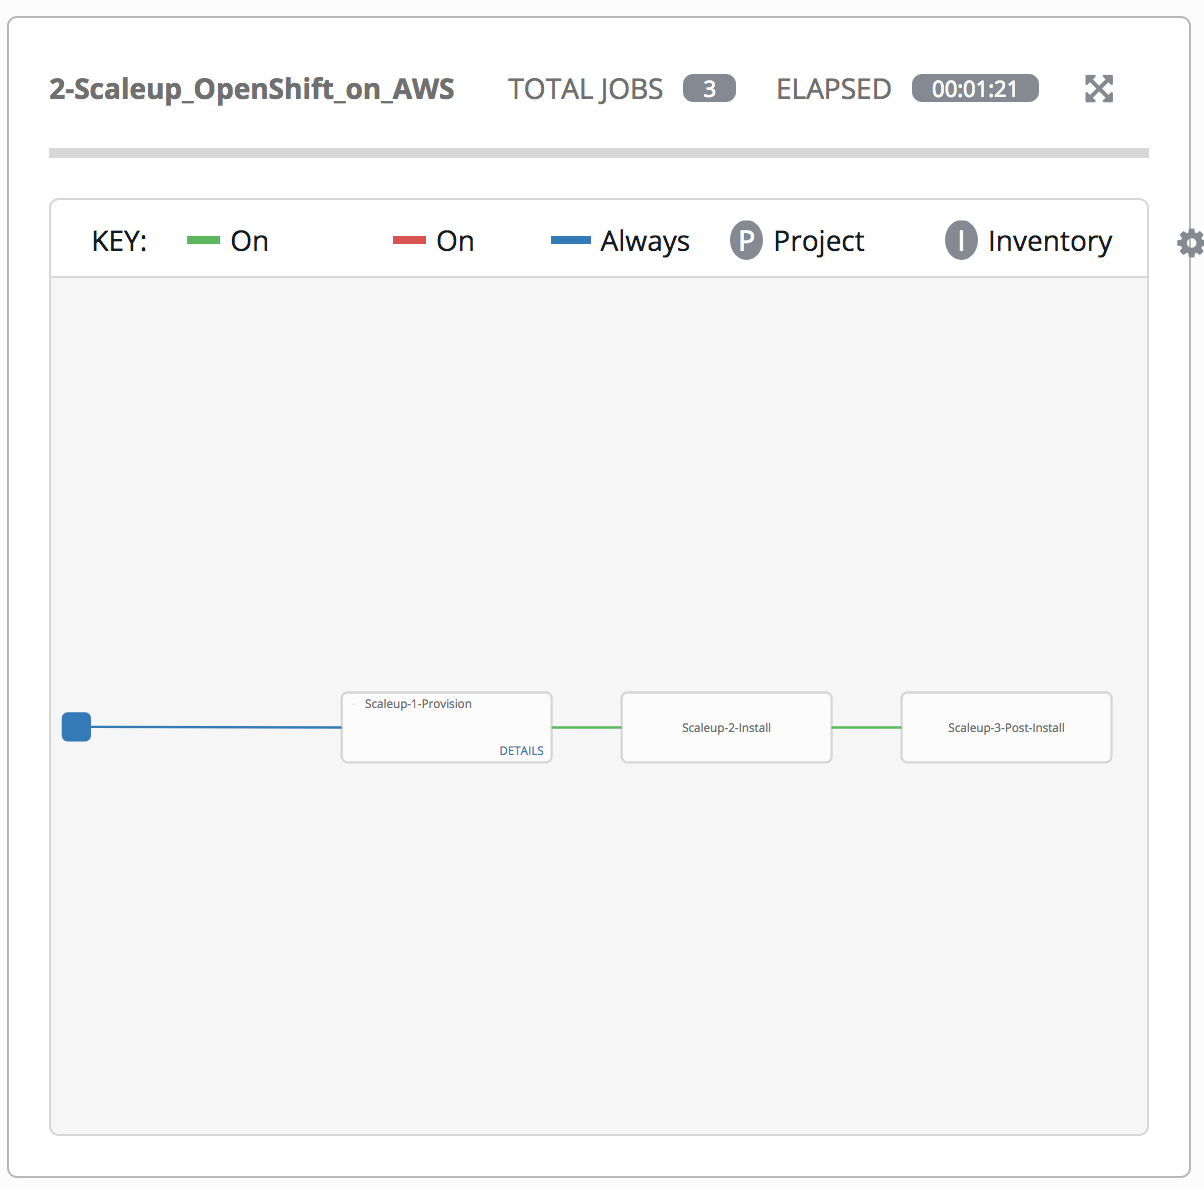 2-Scaleup_OpenShift_on_AWS TOTAL JOBS 3 ELAPSED 00:01:21
KEY: On On Always P Project I Inventory
Scaleup-1-Provision
DETAILS
Scaleup-2-Install
Scaleup-3-Post-Install